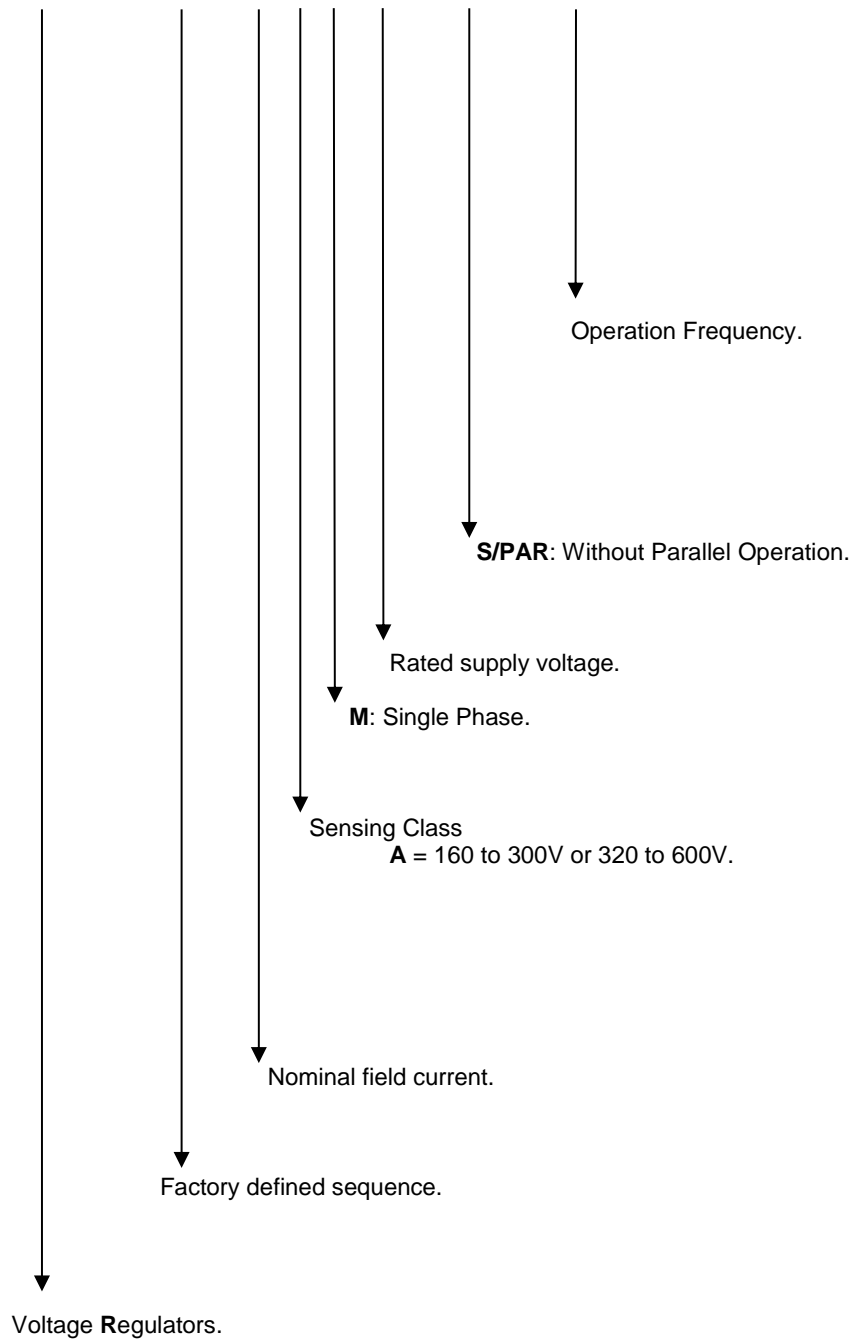 Operation Frequency.
S/PAR: Without Parallel Operation.
Rated supply voltage.
M: Single Phase.
Sensing Class
A = 160 to 300V or 320 to 600V.
Nominal field current.
Factory defined sequence.
Voltage Regulators.